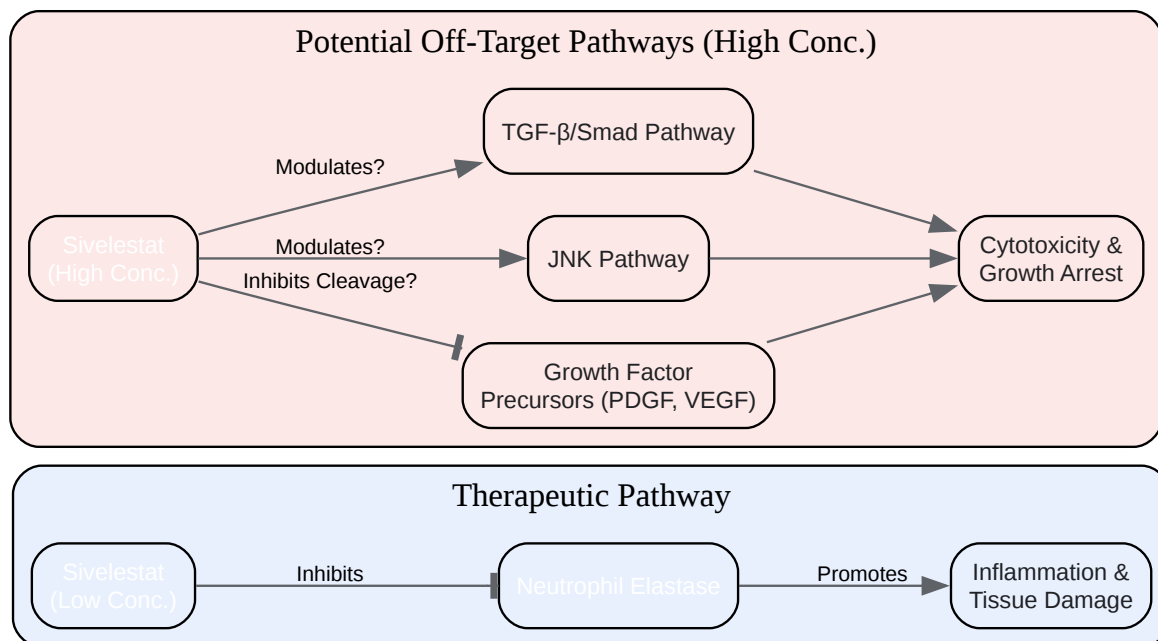 Potential Off-Target Pathways (High Conc.)
TGF-β/Smad Pathway
Modulates?
Sivelestat
(High Conc.)
Modulates?
JNK Pathway
Cytotoxicity &
Growth Arrest
Inhibits Cleavage?
Growth Factor
Precursors (PDGF, VEGF)
Therapeutic Pathway
Sivelestat
(Low Conc.)
Inhibits
Neutrophil Elastase
Promotes
Inflammation &
Tissue Damage